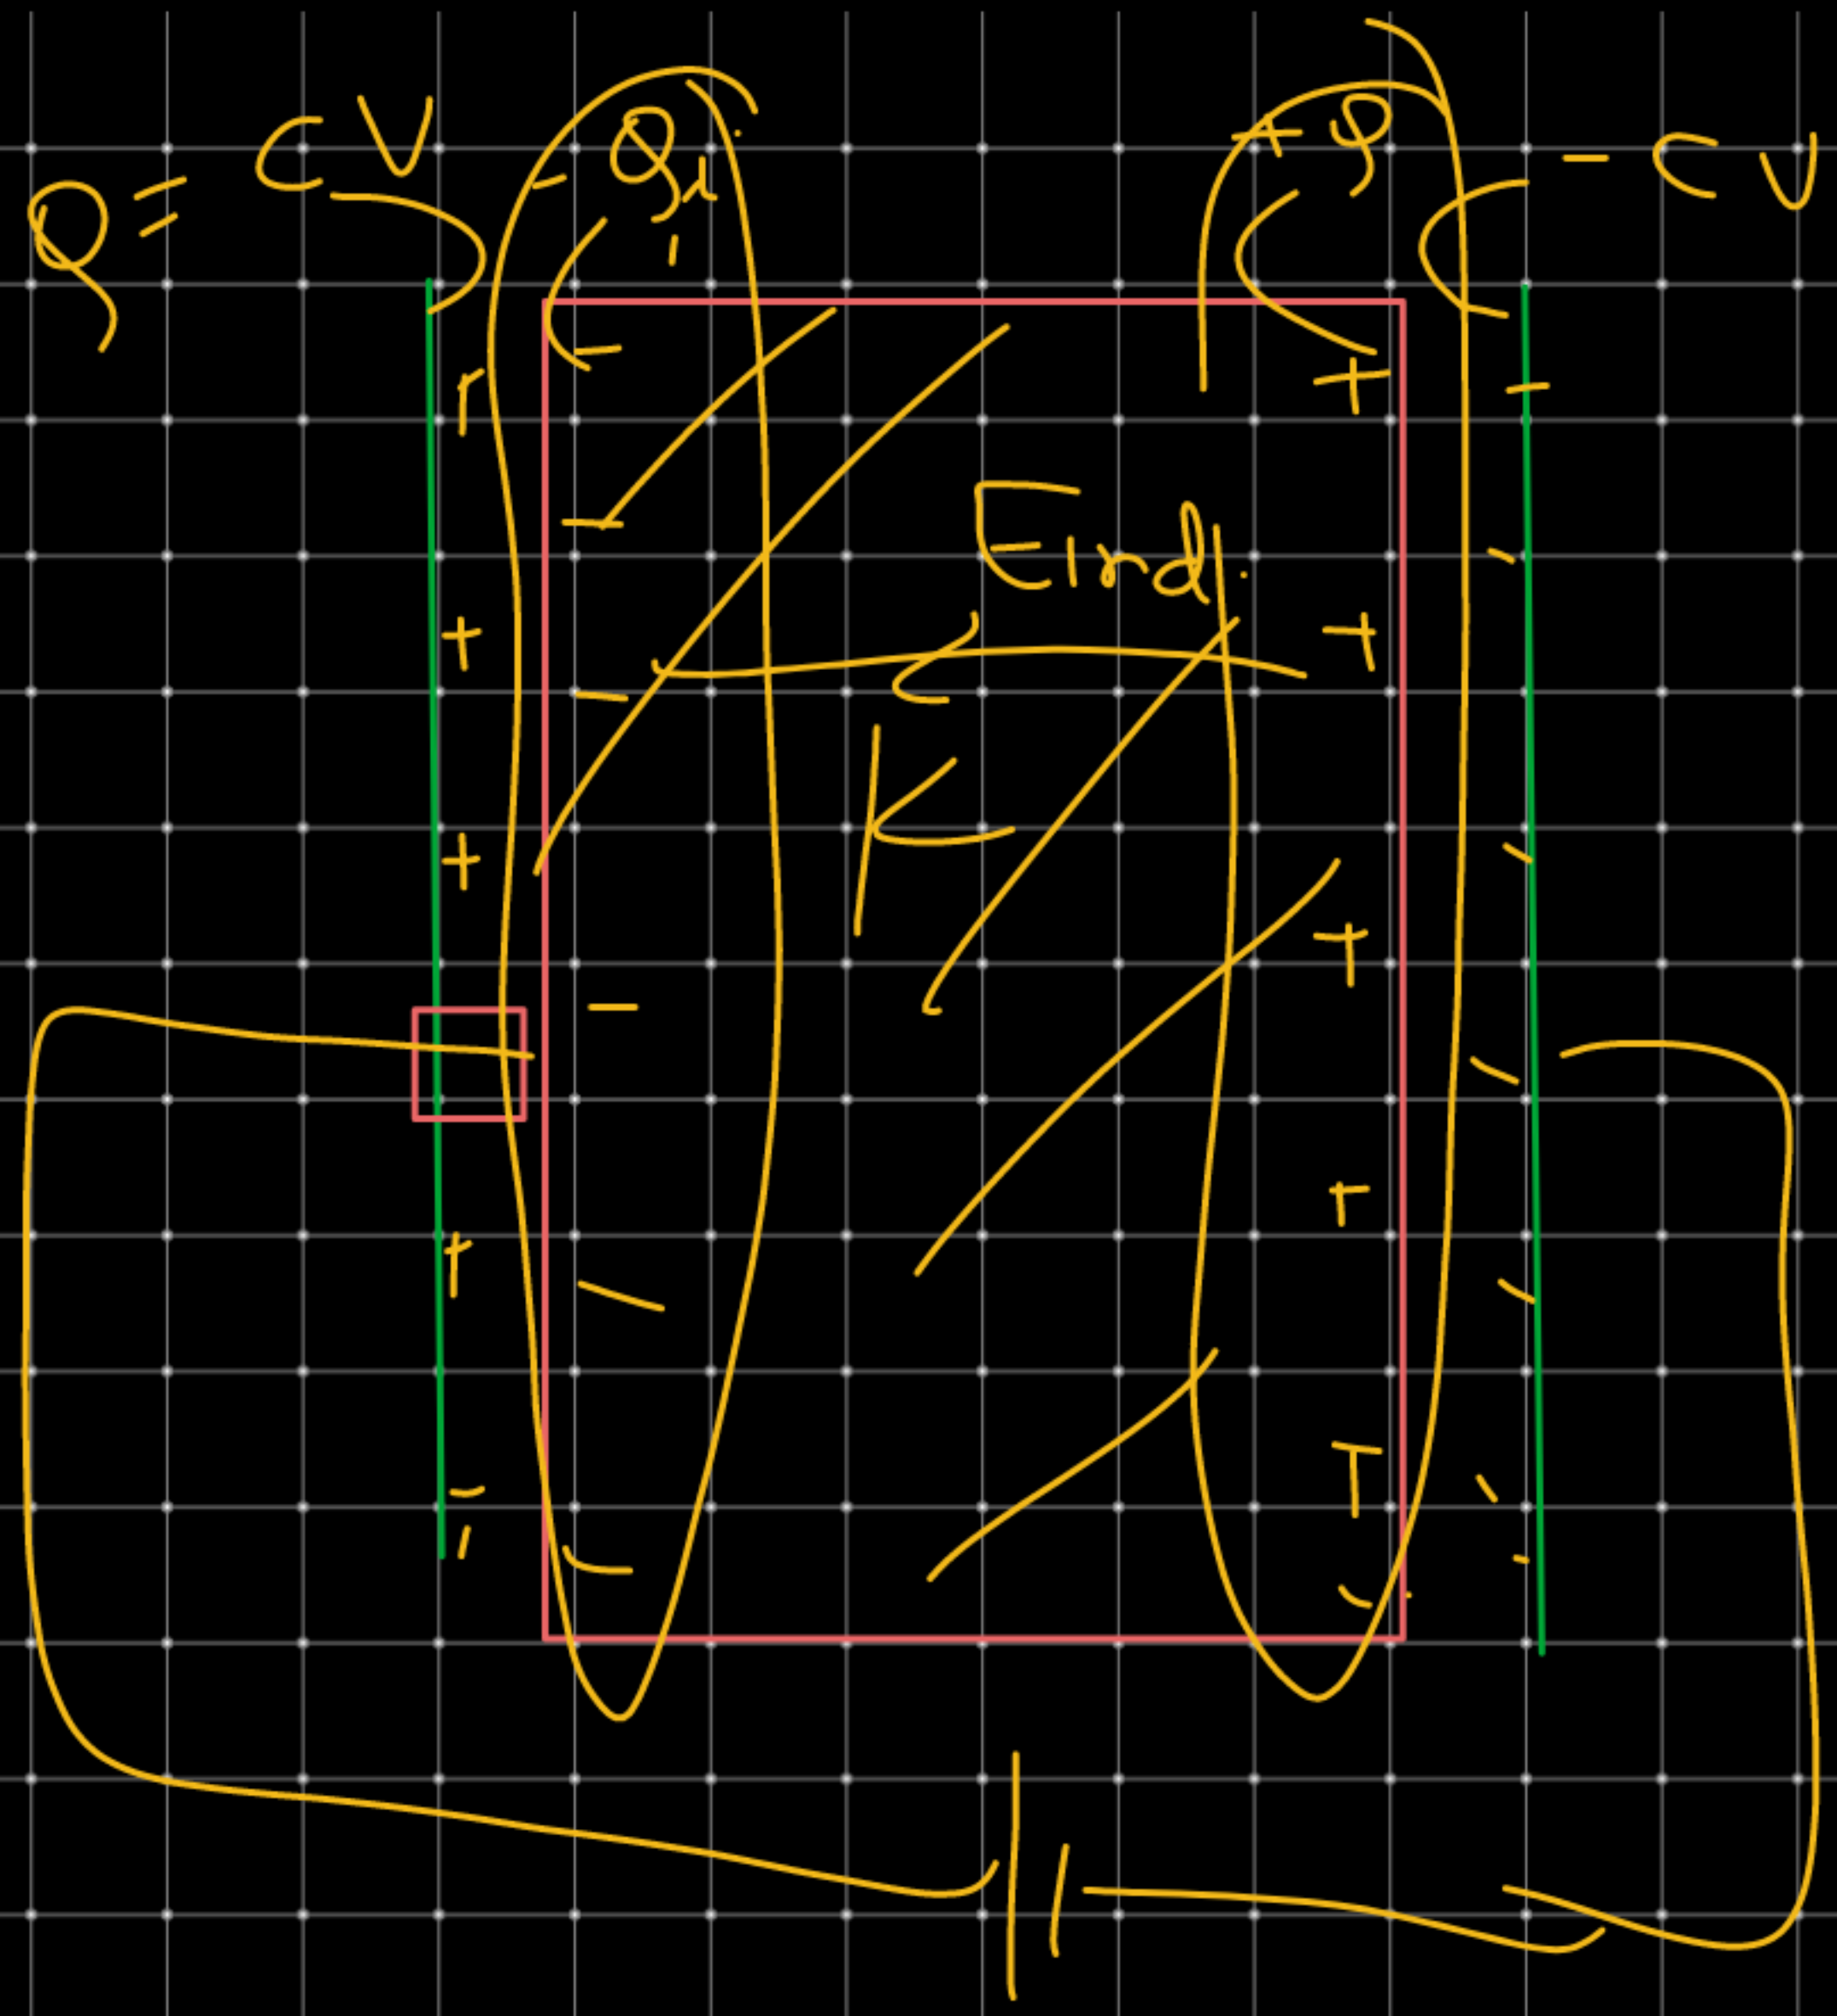 Q = CV
- Qi
+ Q
- CV
Eind.
K